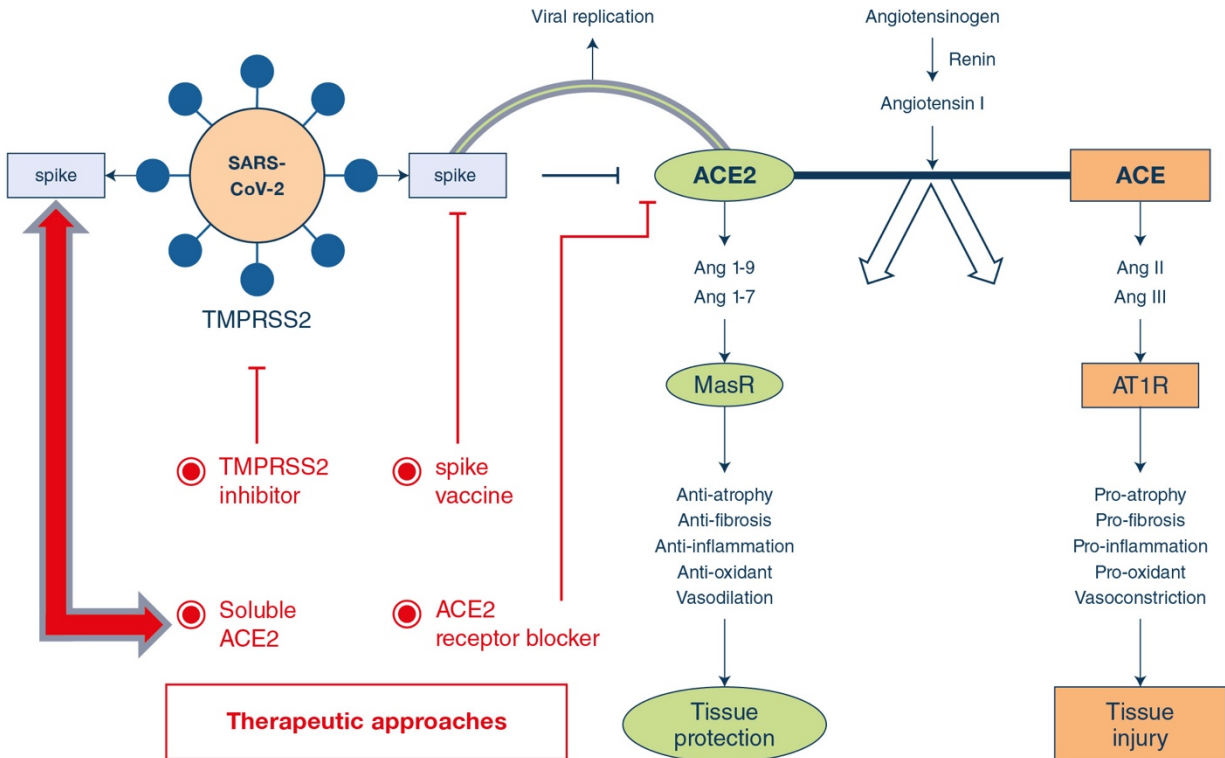 Viral replication
Angiotensinogen
Renin
Angiotensin I
spike
SARS-
CoV-2
spike
ACE2
ACE
TMPRSS2
Ang 1-9
Ang 1-7
Ang II
Ang III
MasR
AT1R
TMPRSS2
inhibitor
spike
vaccine
Anti-atrophy
Anti-fibrosis
Anti-inflammation
Anti-oxidant
Vasodilation
Pro-atrophy
Pro-fibrosis
Pro-inflammation
Pro-oxidant
Vasoconstriction
Soluble
ACE2
ACE2
receptor blocker
Therapeutic approaches
Tissue
protection
Tissue
injury